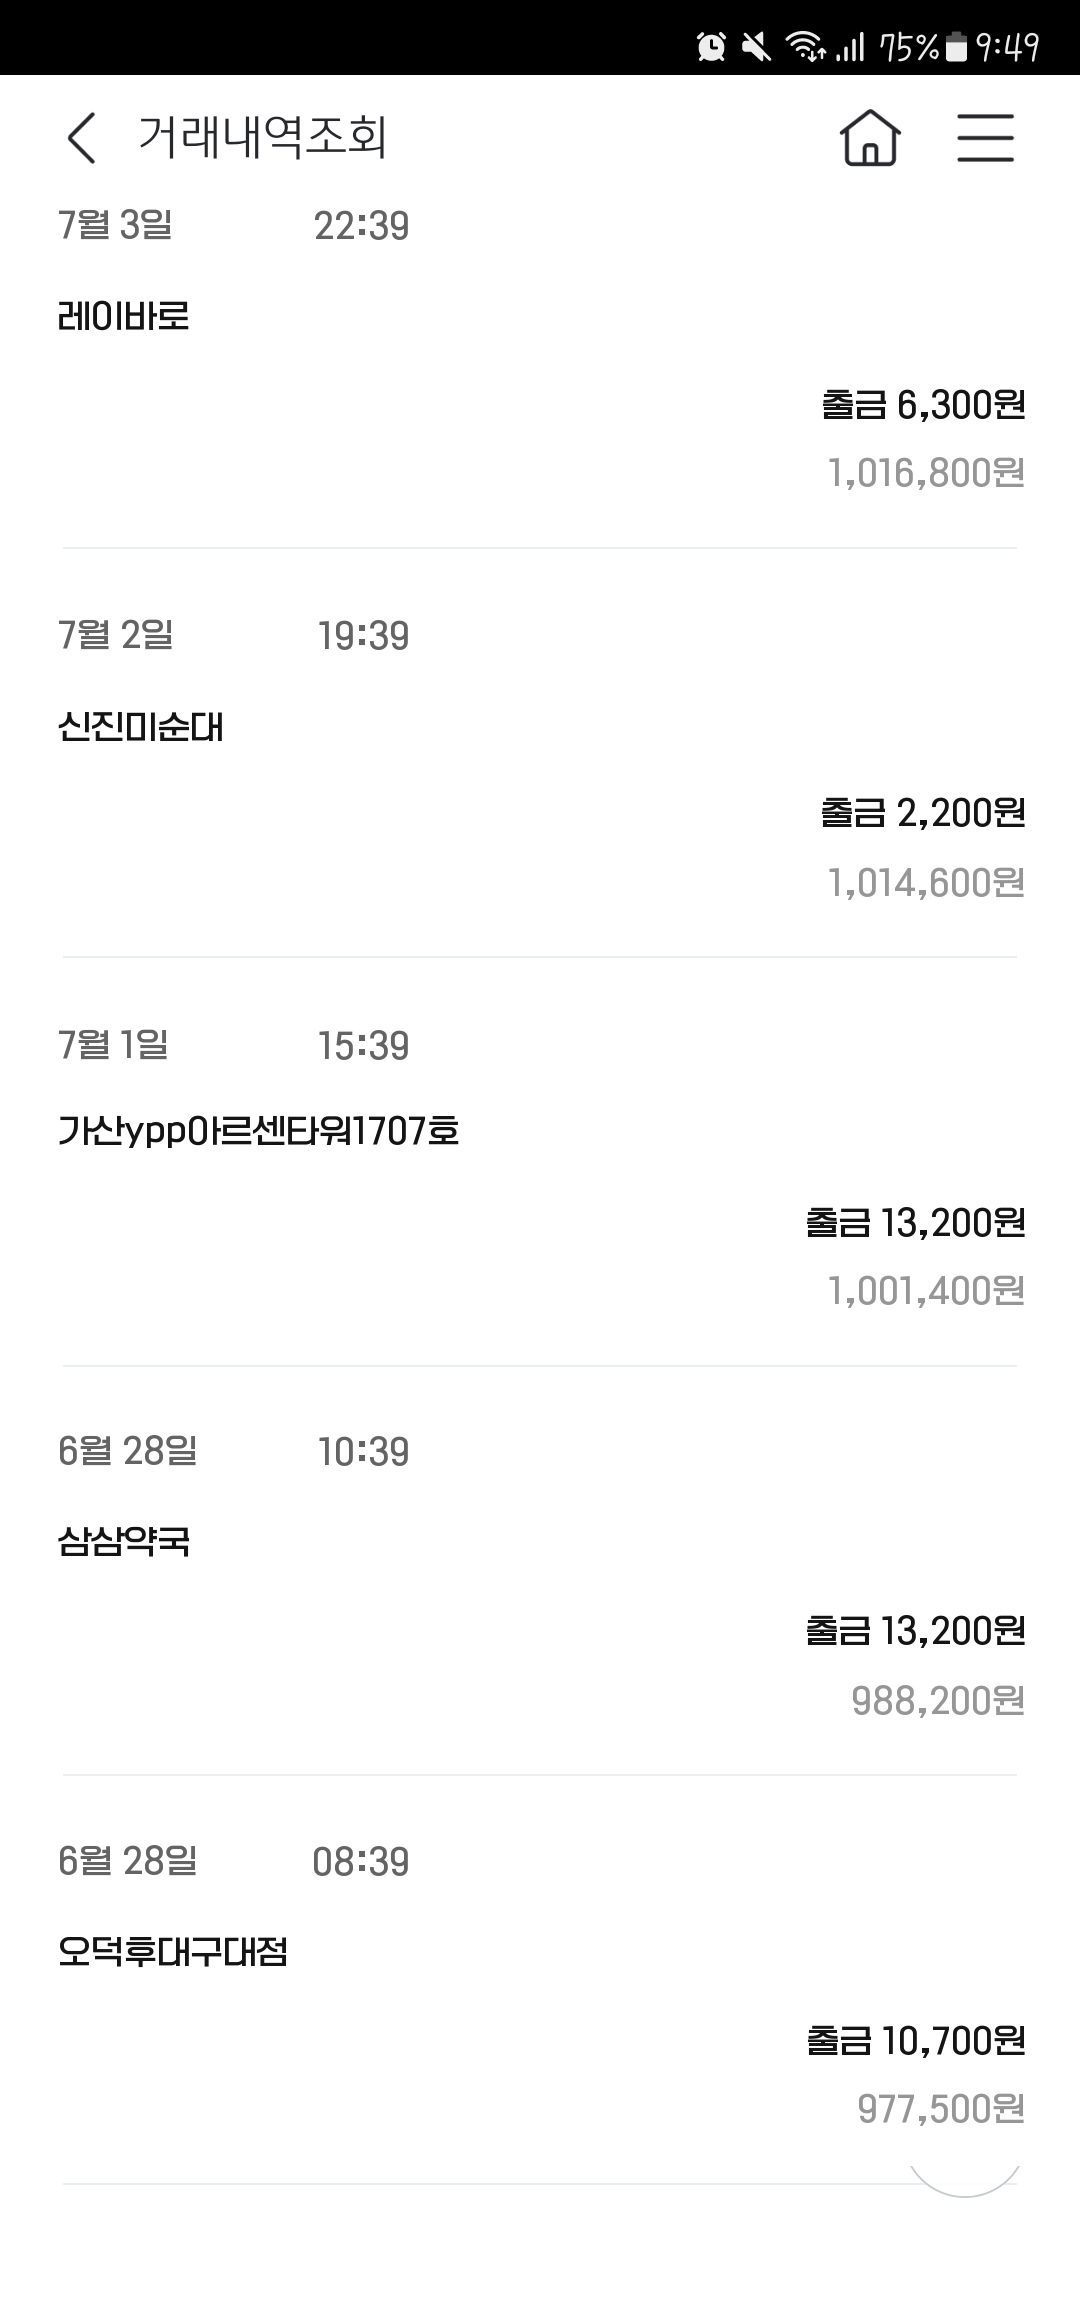 75% 9:49
거래내역조회
7월 3일 22:39
레이바로
출금 6,300원
1,016,800원
7월 2일 19:39
신진미순대
출금 2,200원
1,014,600원
7월 1일 15:39
가산ypp아르센타워1707호
출금 13,200원
1,001,400원
6월 28일 10:39
삼삼약국
출금 13,200원
988,200원
6월 28일 08:39
오덕후대구대점
출금 10,700원
977,500원